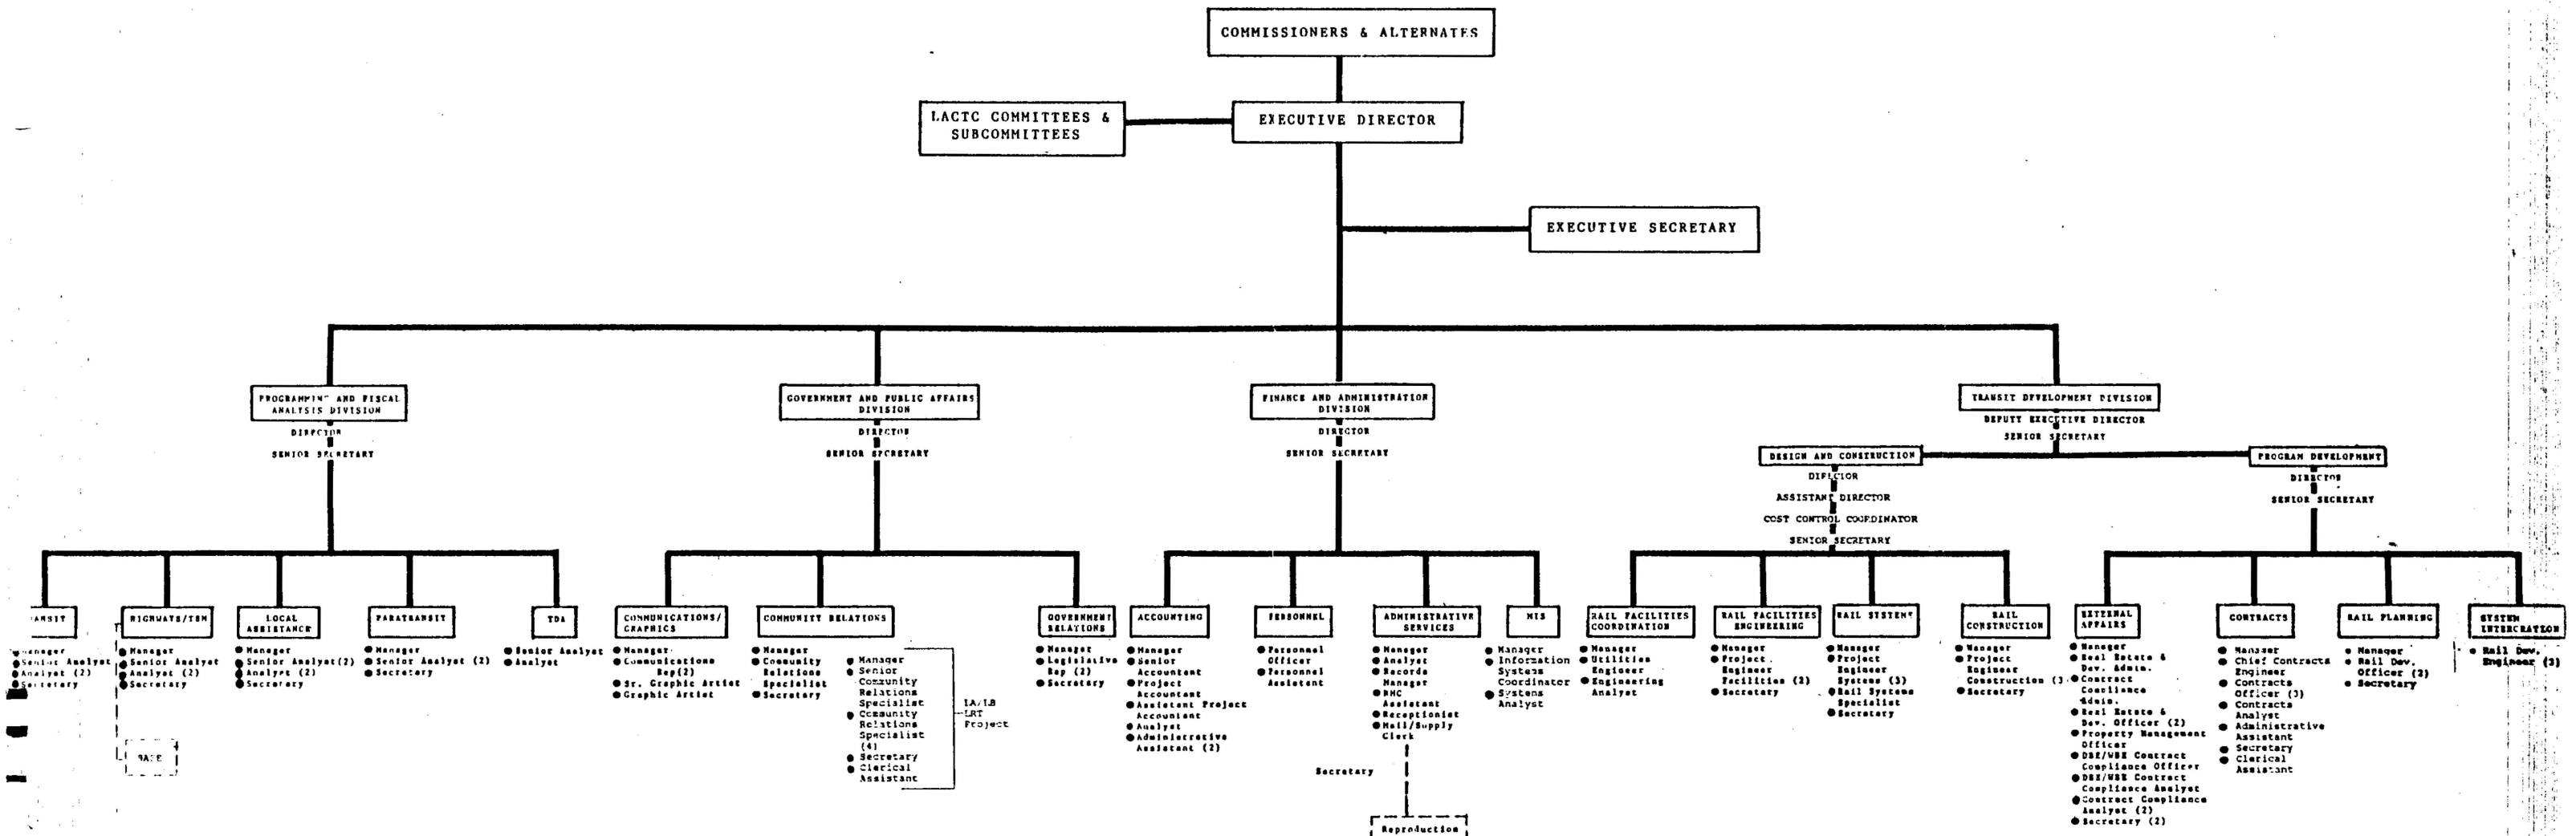 COMMISSIONERS & ALTERNATES
LACTC COMMITTEES &
SUBCOMMITTEES
EXECUTIVE DIRECTOR
EXECUTIVE SECRETARY
AND FISCAL
ANALYSIS DIVISION
DIRECTOR
SENIOR SECRETARY
GOVERNMENT AND PUBLIC AFFAIRS
DIVISION
DIRECTOR
SENIOR SECRETARY
FINANCE AND ADMINISTRATION
DIVISION
DIRECTOR
SENIOR SECRETARY
TRANSIT DEVELOPMENT DIVISION
DEPUTY EXECUTIVE DIRECTOR
SENIOR SECRETARY
DESIGN AND CONSTRUCTION
DIRECTOR
ASSISTANT DIRECTOR
COST CONTROL COORDINATOR
SENIOR SECRETARY
PROGRAM DEVELOPMENT
DIRECTOR
SENIOR SECRETARY
ANSIT
Manager
Senior Analyst
Analyst (2)
Secretary
HIGHWAYS/TSM
Manager
Senior Analyst
Analyst (2)
Secretary
LOCAL
ASSISTANCE
Manager
Senior Analyst(2)
Analyst (2)
Secretary
PARATRANSIT
Manager
Senior Analyst (2)
Secretary
TDA
Senior Analyst
Analyst
COMMUNICATIONS/
GRAPHICS
Manager
Communications
Rep(2)
Sr. Graphic Artist
Graphic Artist
COMMUNITY RELATIONS
Manager
Community
Relations
Specialist
Secretary
Manager
Senior
Community
Relations
Specialist
Community
Relations
Specialist
(4)
Secretary
Clerical
Assistant
LA/LB
LRT
Project
GOVERNMENT
RELATIONS
Manager
Legislative
Rep (2)
Secretary
ACCOUNTING
Manager
Senior
Accountant
Project
Accountant
Assistant Project
Accountant
Analyst
Administrative
Assistant (2)
PERSONNEL
Personnel
Officer
Personnel
Assistant
ADMINISTRATIVE
SERVICES
Manager
Analyst
Records
Manager
RMC
Assistant
Receptionist
Mail/Supply
Clerk
Secretary
Reproduction
MIS
Manager
Information
Systems
Coordinator
Systems
Analyst
RAIL FACILITIES
COORDINATION
Manager
Utilities
Engineer
Engineering
Analyst
RAIL FACILITIES
ENGINEERING
Manager
Project
Engineer
Facilities (2)
Secretary
RAIL SYSTEMS
Manager
Project
Engineer
Systems (3)
Rail Systems
Specialist
Secretary
RAIL
CONSTRUCTION
Manager
Project
Engineer
Construction (3
Secretary
EXTERNAL
AFFAIRS
Manager
Real Estate &
Dev. Admin.
Contract
Compliance
Admin.
Real Estate &
Dev. Officer (2)
Property Management
Officer
DBE/WBE Contract
Compliance Officer
DBE/WBE Contract
Compliance Analyst
Contract Compliance
Analyst (2)
Secretary (2)
CONTRACTS
Manager
Chief Contracts
Engineer
Contracts
Officer (3)
Contracts
Analyst
Administrative
Assistant
Secretary
Clerical
Assistant
RAIL PLANNING
Manager
Rail Dev.
Officer (2)
Secretary
SYSTEM
INTEGRATION
Rail Dev.
Engineer (3)